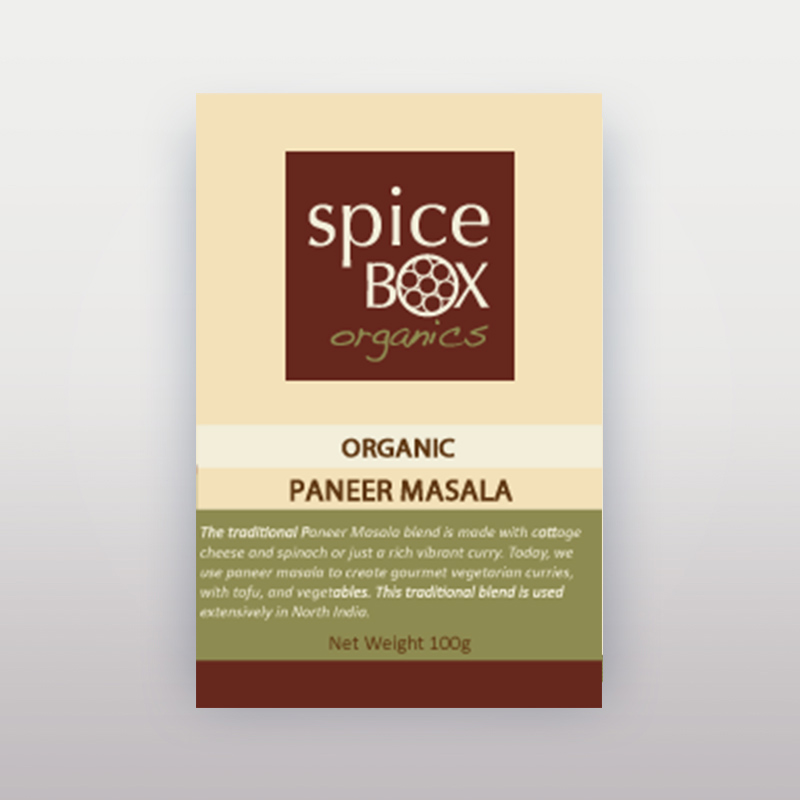 spice
BOX
organics
ORGANIC
PANEER MASALA
The traditional Paneer Masala blend is made with cottage
cheese and spinach or just a rich vibrant curry. Today, we
use paneer masala to create gourmet vegetarian curries,
with tofu, and vegetables. This traditional blend is used
extensively in North India.
Net Weight 100g